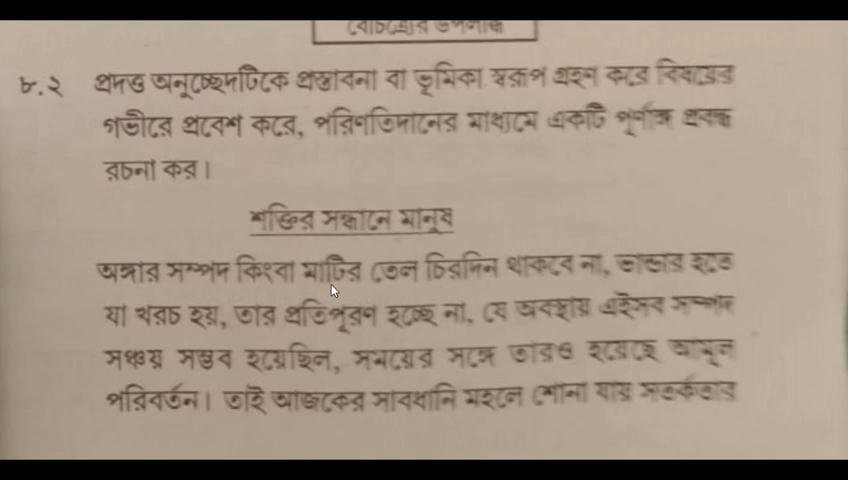 বৈচিত্র্যের উপলব্ধি
৮.২ প্রদত্ত অনুচ্ছেদটিকে প্রস্তাবনা বা ভূমিকা স্বরূপ গ্রহণ করে বিষয়ের
গভীরে প্রবেশ করে, পরিণতিদানের মাধ্যমে একটি পূর্ণাঙ্গ প্রবন্ধ
রচনা কর।
শক্তির সন্ধানে মানুষ
অঙ্গার সম্পদ কিংবা মাটির তেল চিরদিন থাকবে না, ভান্ডার হতে
যা খরচ হয়, তার প্রতিপূরণ হচ্ছে না, যে অবস্থায় এইসব সম্পদ
সঞ্চয় সম্ভব হয়েছিল, সময়ের সঙ্গে তারও হয়েছে আমূল
পরিবর্তন। তাই আজকের সাবধানি মহলে শোনা যায় সতর্কতার